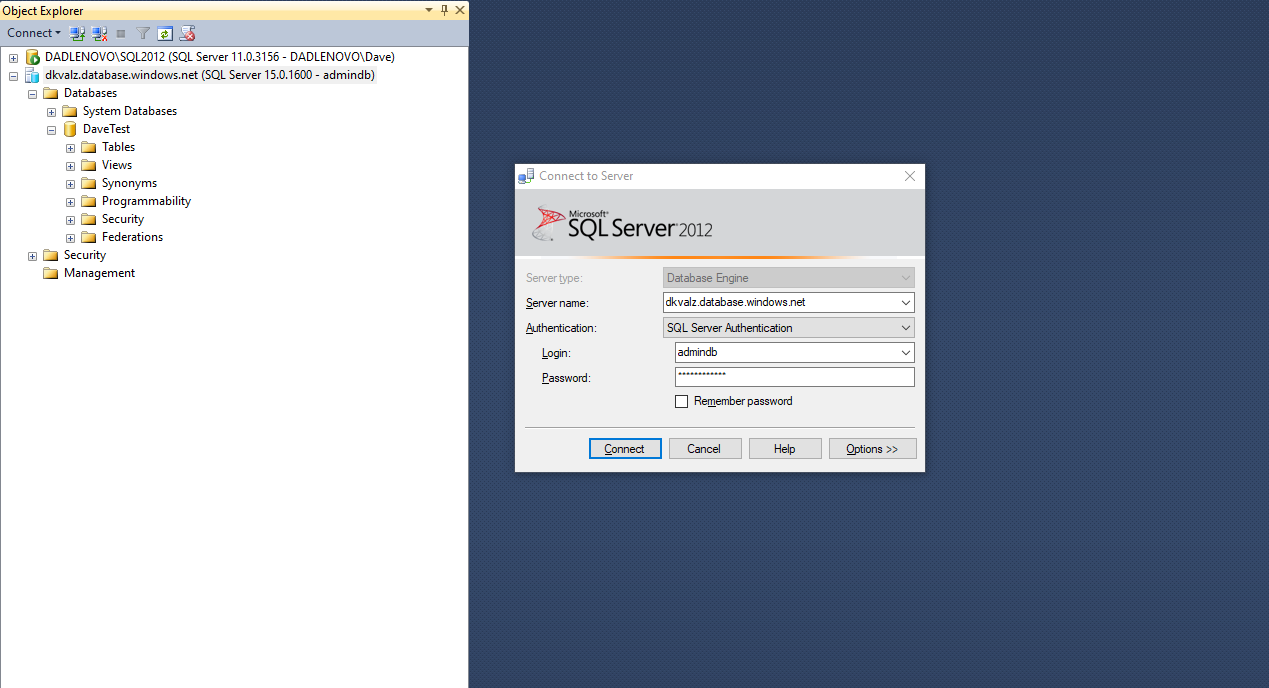 Object Explorer
Connect
DADLENOVO\SQL2012 (SQL Server 11.0.3156 - DADLENOVO\Dave)
dkvalz.database.windows.net (SQL Server 15.0.1600 - admindb)
Databases
System Databases
DaveTest
Tables
Views
Synonyms
Programmability
Security
Federations
Security
Management
Connect to Server
Microsoft®
SQL Server 2012
Server type:
Database Engine
Server name:
dkvalz.database.windows.net
Authentication:
SQL Server Authentication
Login:
admindb
Password:
************
Remember password
Connect
Cancel
Help
Options >>